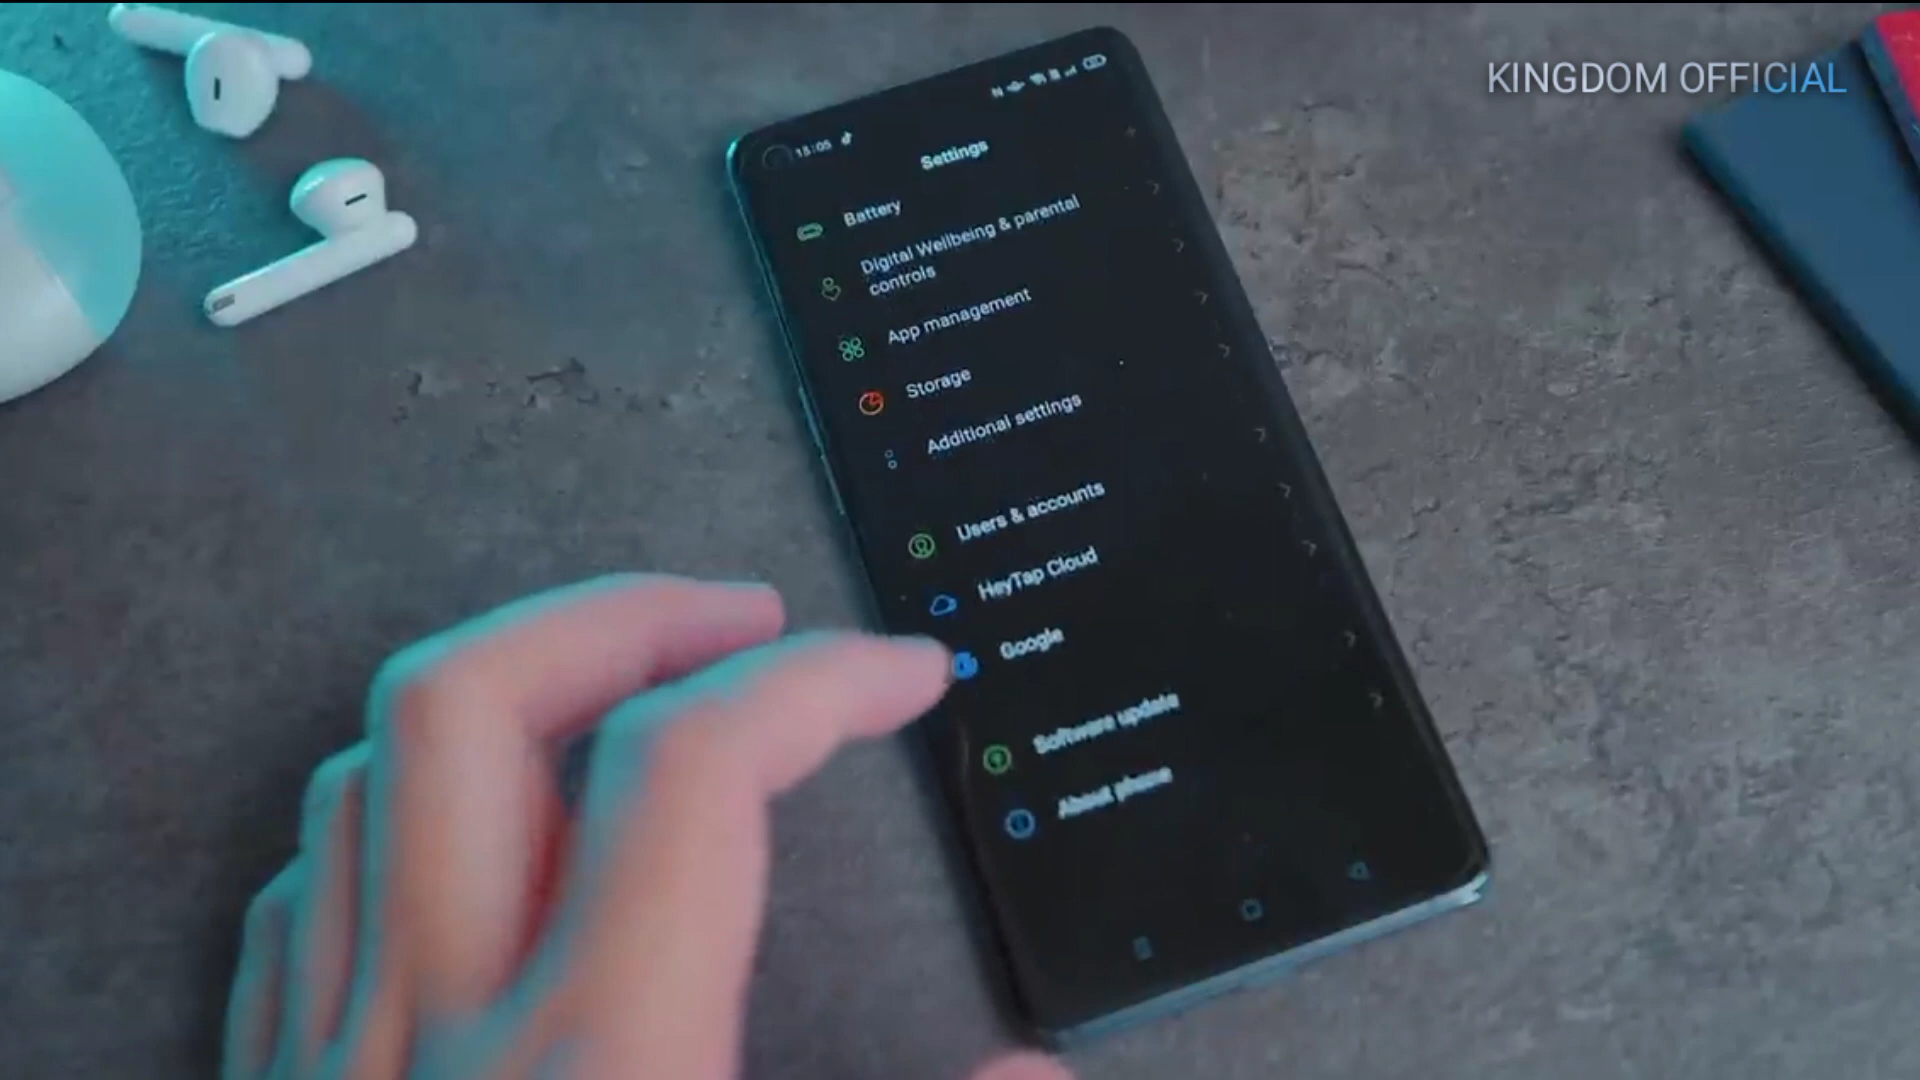 KINGDOM OFFICIAL
15:05
Settings
Battery
Digital Wellbeing & parental
controls
App management
Storage
Additional settings
Users & accounts
HeyTap Cloud
Google
Software update
About phone